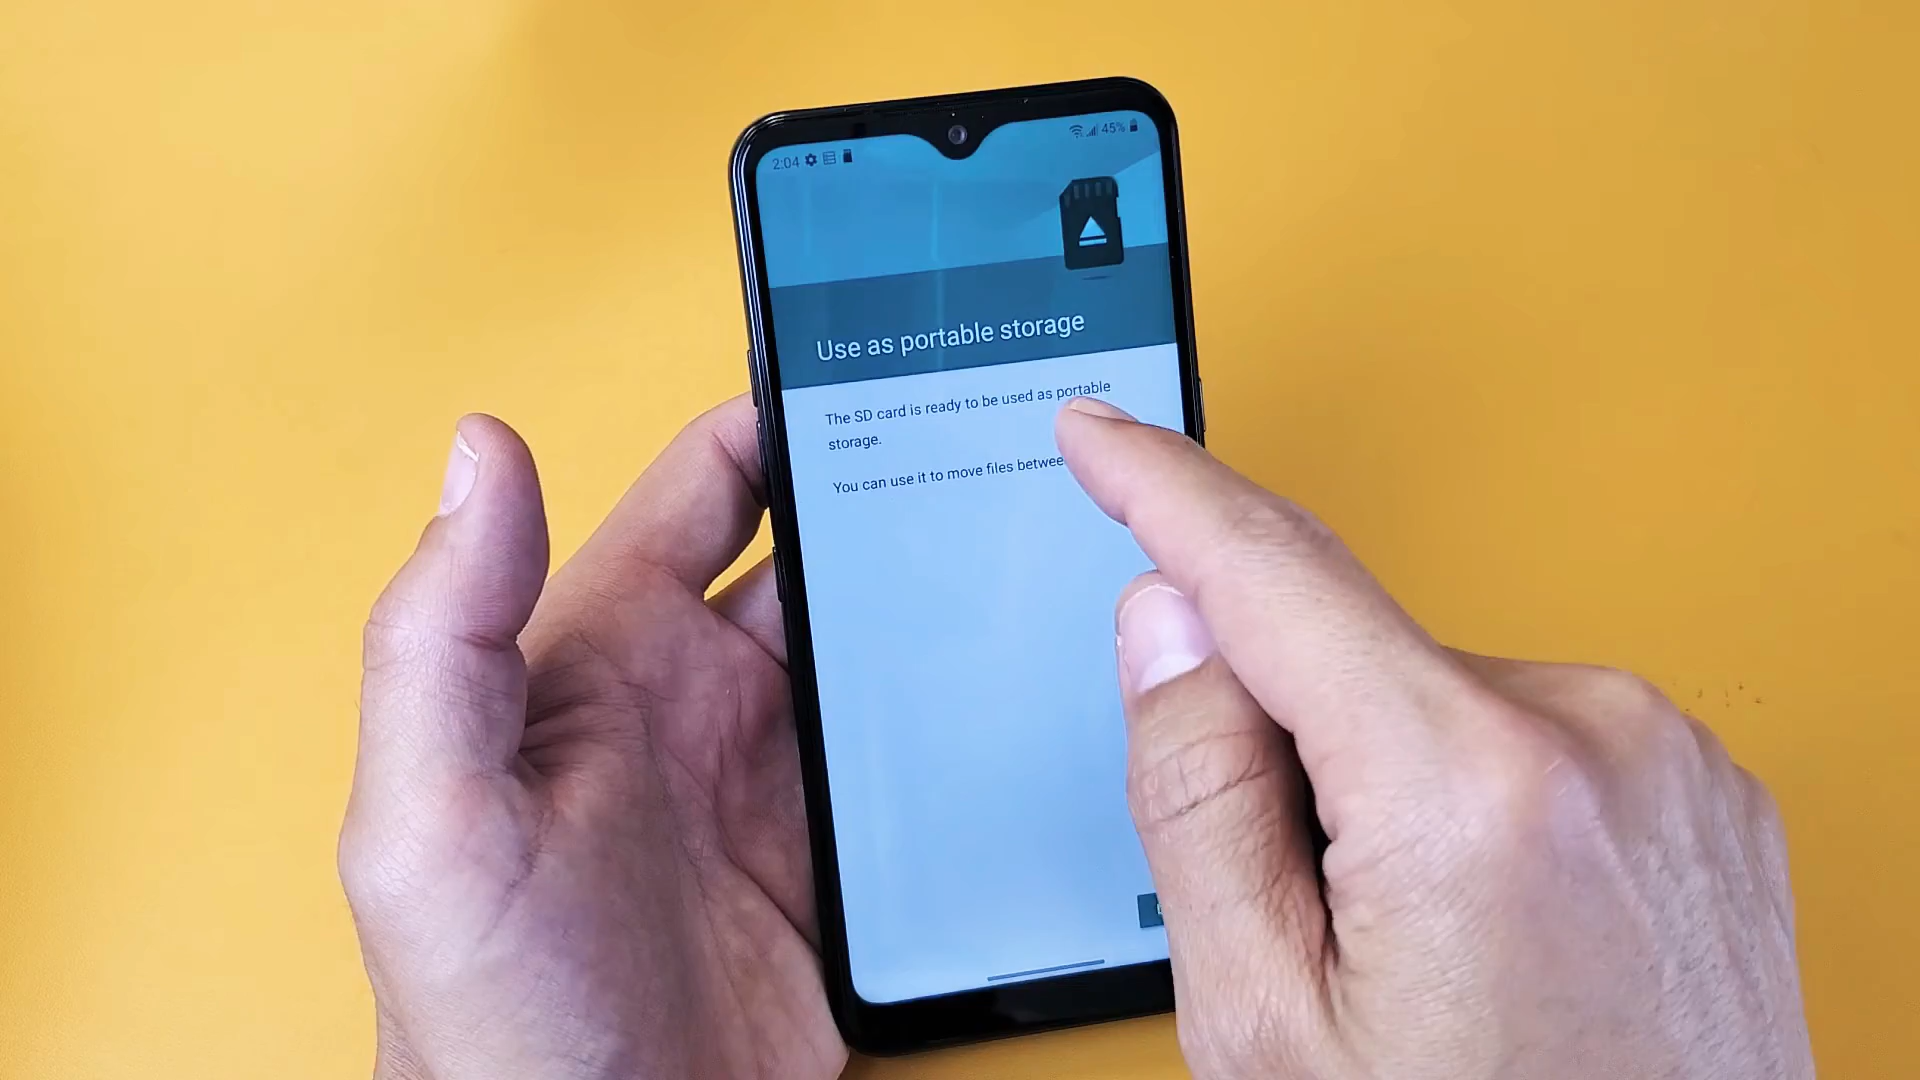 2:04 45%
Use as portable storage
The SD card is ready to be used as portable
storage.
You can use it to move files